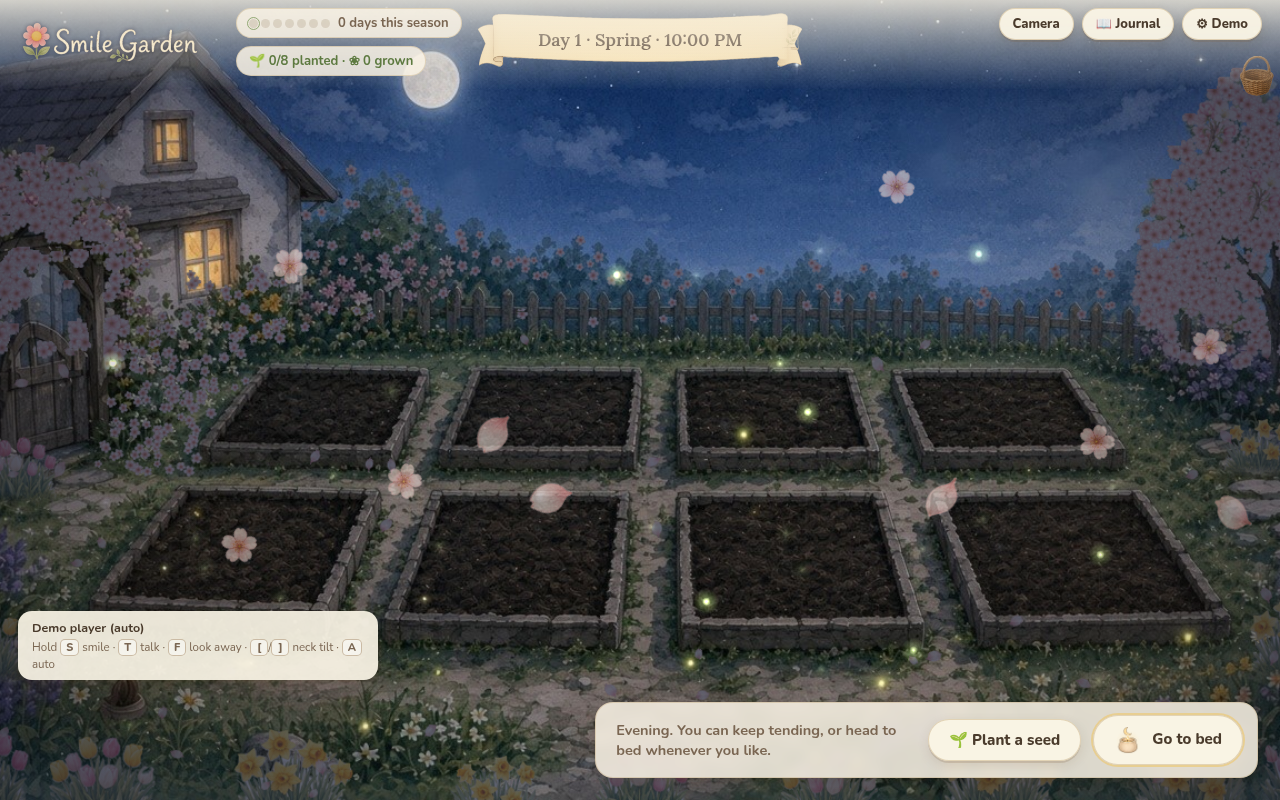 Smile Garden
0 days this season
🌱 0/8 planted · ❀ 0 grown
Day 1 · Spring · 10:00 PM
Camera
📖 Journal
⚙ Demo
Demo player (auto)
Hold S smile · T talk · F look away · [ / ] neck tilt · A
auto
Evening. You can keep tending, or head to
bed whenever you like.
🌱 Plant a seed
Go to bed